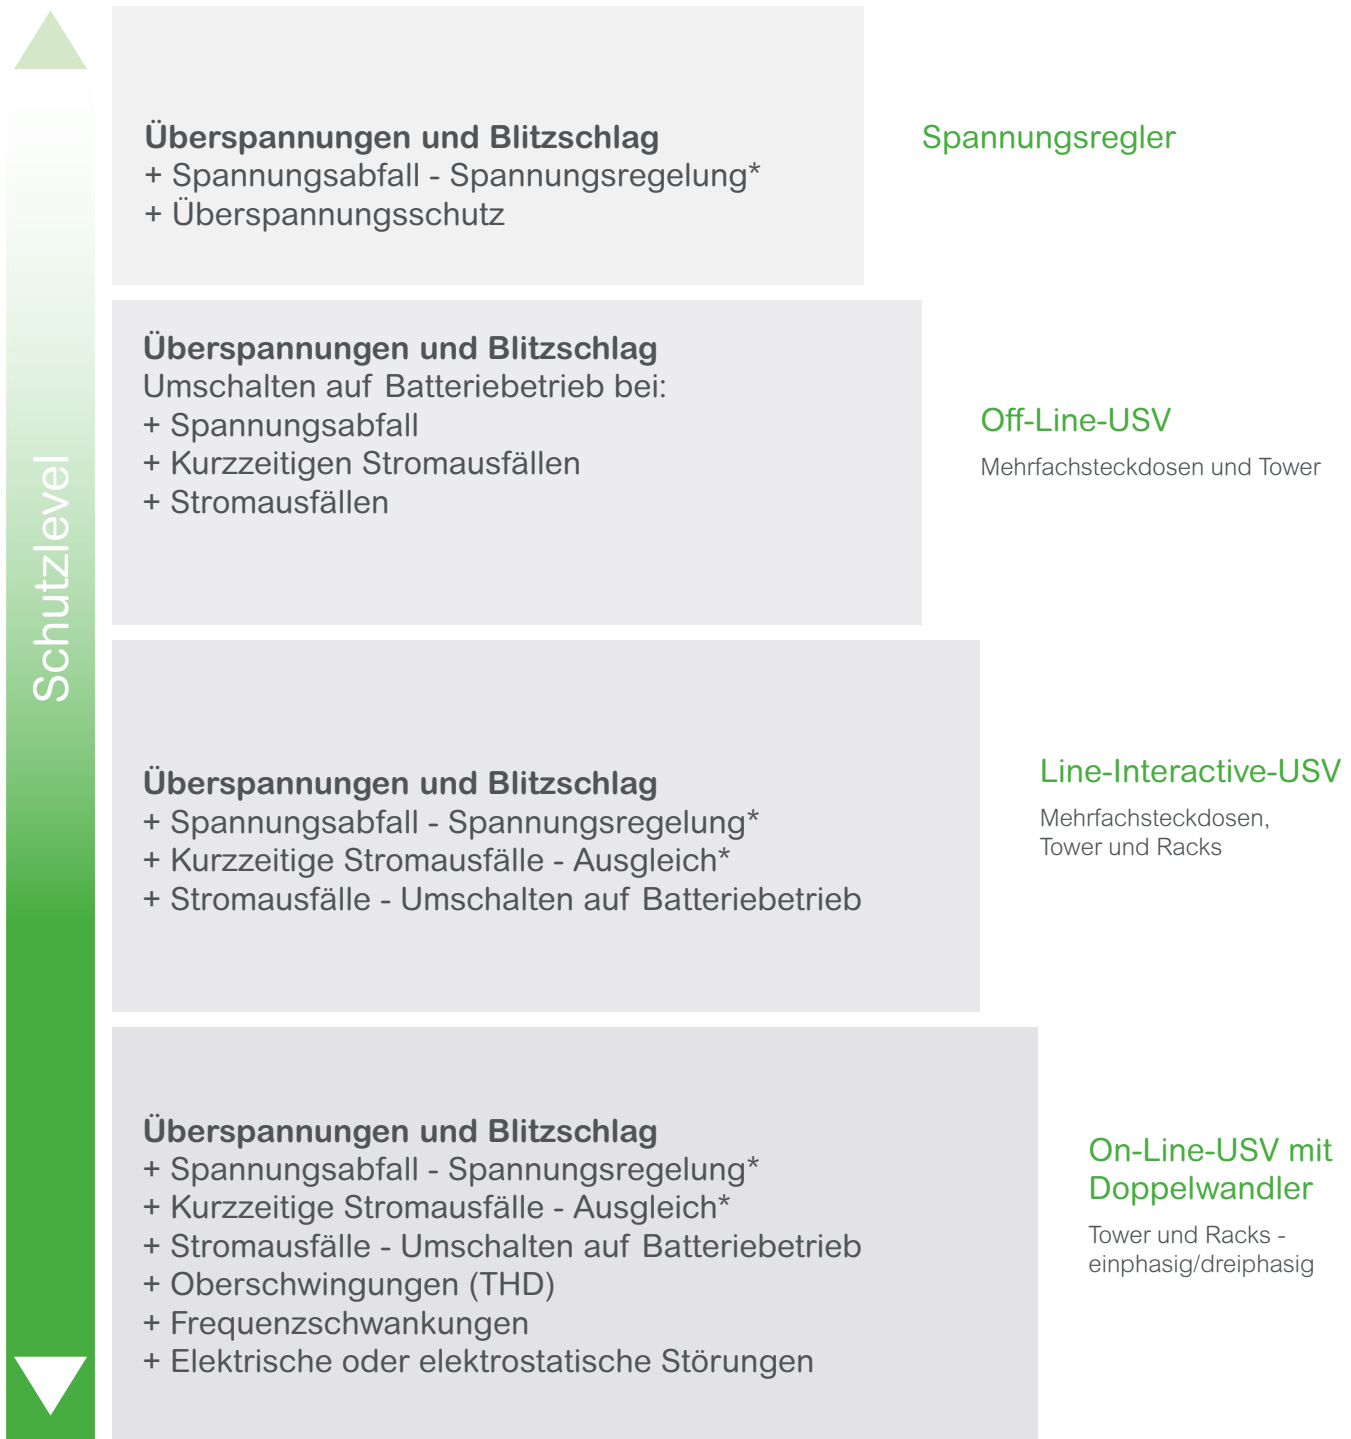 Schutzlevel
Überspannungen und Blitzschlag
+ Spannungsabfall - Spannungsregelung*
+ Überspannungsschutz
Spannungsregler
Überspannungen und Blitzschlag
Umschalten auf Batteriebetrieb bei:
+ Spannungsabfall
+ Kurzzeitigen Stromausfällen
+ Stromausfällen
Off-Line-USV
Mehrfachsteckdosen und Tower
Überspannungen und Blitzschlag
+ Spannungsabfall - Spannungsregelung*
+ Kurzzeitige Stromausfälle - Ausgleich*
+ Stromausfälle - Umschalten auf Batteriebetrieb
Line-Interactive-USV
Mehrfachsteckdosen,
Tower und Racks
Überspannungen und Blitzschlag
+ Spannungsabfall - Spannungsregelung*
+ Kurzzeitige Stromausfälle - Ausgleich*
+ Stromausfälle - Umschalten auf Batteriebetrieb
+ Oberschwingungen (THD)
+ Frequenzschwankungen
+ Elektrische oder elektrostatische Störungen
On-Line-USV mit
Doppelwandler
Tower und Racks -
einphasig/dreiphasig